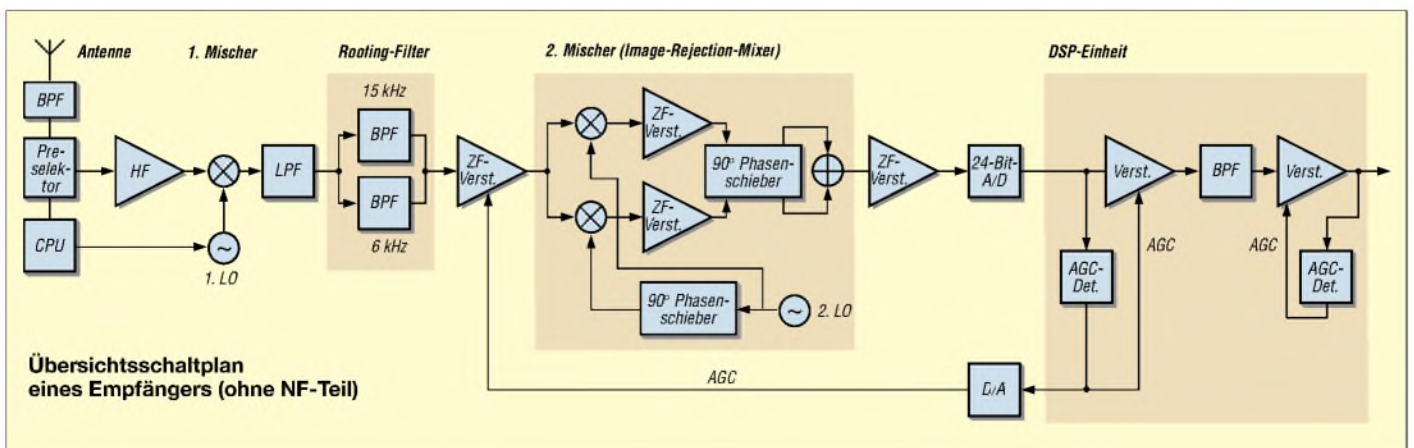 Antenne
1. Mischer
Rooting-Filter
2. Mischer (Image-Rejection-Mixer)
DSP-Einheit
BPF
Pre-
selek-
tor
CPU
HF
1. LO
LPF
15 kHz
BPF
BPF
6 kHz
ZF-
Verst.
ZF-
Verst.
ZF-
Verst.
90° Phasen-
schieber
90° Phasen-
schieber
2. LO
ZF-
Verst.
24-Bit-
A/D
Verst.
BPF
Verst.
AGC-
Det.
AGC
AGC
AGC-
Det.
AGC
D/A
Übersichtsschaltplan
eines Empfängers (ohne NF-Teil)